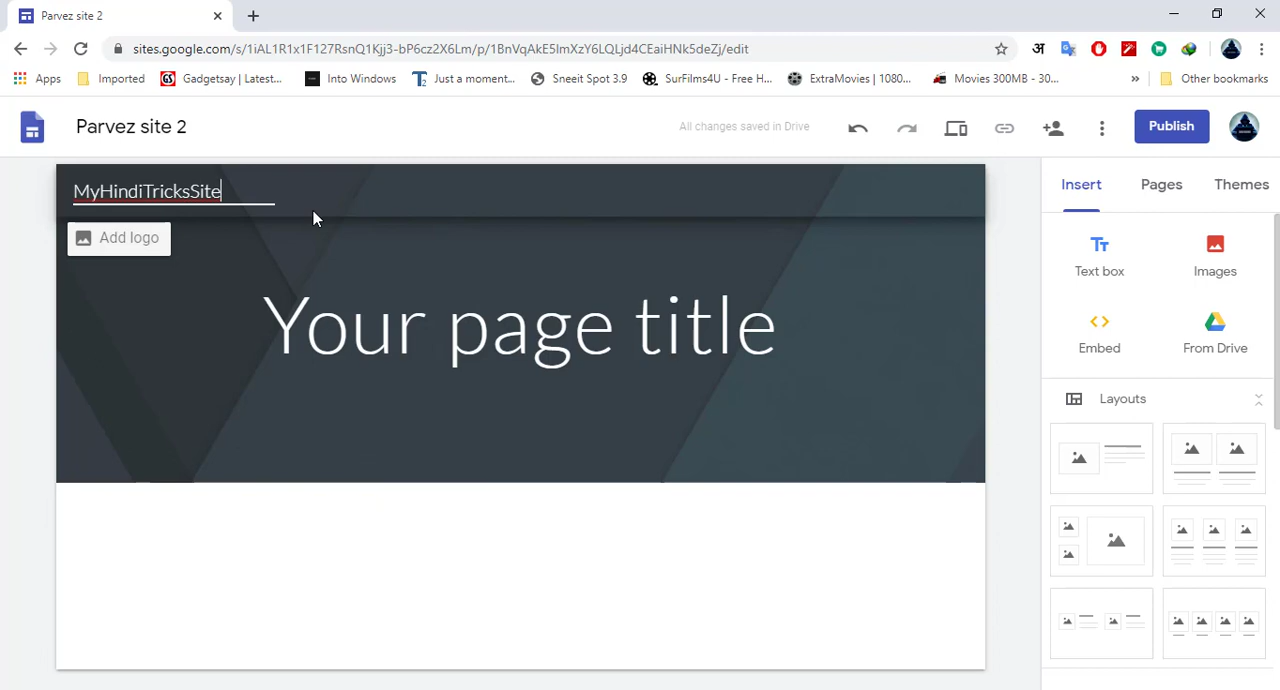 Parvez site 2
sites.google.com/s/1iAL1R1x1F127RsnQ1Kjj3-bP6cz2X6Lm/p/1BnVqAkE5ImXzY6LQLjd4CEaiHNk5deZj/edit
अ
Apps Imported GS Gadgetsay | Latest... Into Windows Just a moment... Sneeit Spot 3.9 SurFilms4U - Free H... ExtraMovies | 1080... Movies 300MB - 30... » Other bookmarks
Parvez site 2 All changes saved in Drive Publish
MyHindiTricksSite
Add logo
Your page title
Insert Pages Themes
Text box Images
Embed From Drive
Layouts